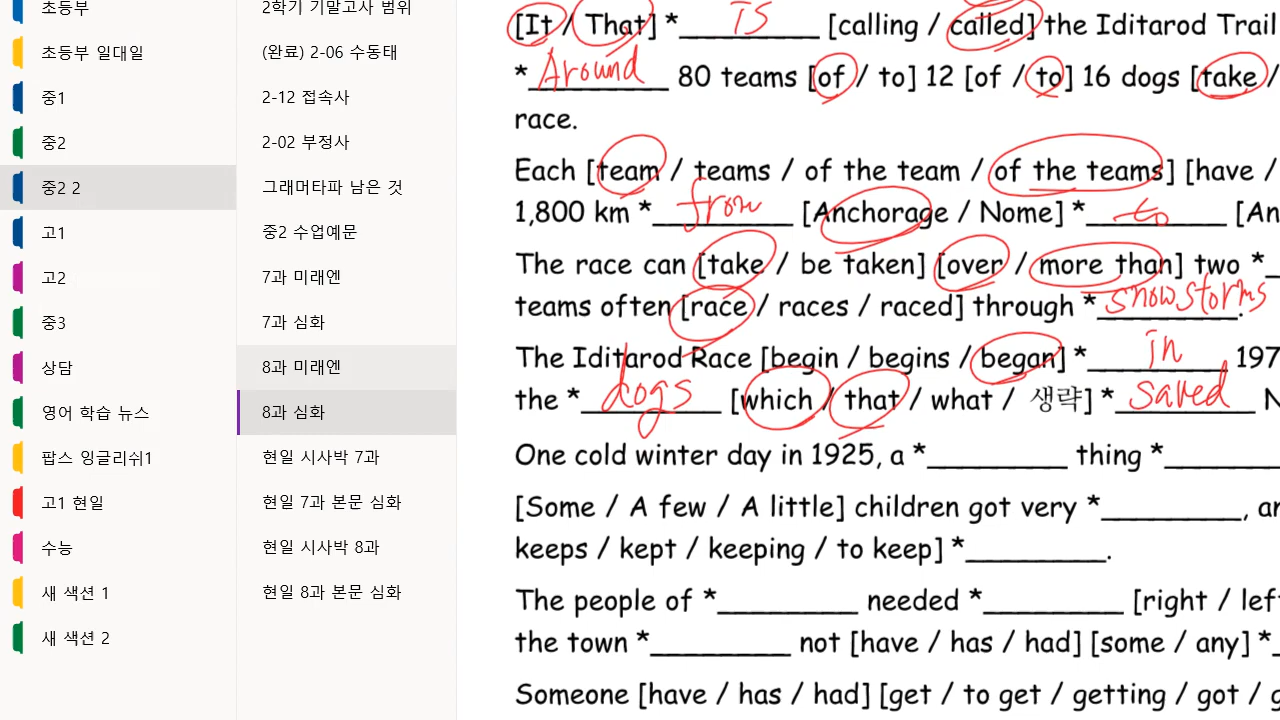 초등부
초등부 일대일
중1
중2
중2 2
고1
고2
중3
상담
영어 학습 뉴스
팝스 잉글리쉬1
고1 현일
수능
새 섹션 1
새 섹션 2
2학기 기말고사 범위
(완료) 2-06 수동태
2-12 접속사
2-02 부정사
그래머타파 남은 것
중2 수업예문
7과 미래엔
7과 심화
8과 미래엔
8과 심화
현일 시사박 7과
현일 7과 본문 심화
현일 시사박 8과
현일 8과 본문 심화
[It / That] * is [calling / called] the Iditarod Trail
* Around 80 teams [of / to] 12 [of / to] 16 dogs [take /
race.
Each [team / teams / of the team / of the teams] [have /
1,800 km * from [Anchorage / Nome] * to [An
The race can [take / be taken] [over / more than] two *
teams often [race / races / raced] through * snowstorms.
The Iditarod Race [begin / begins / began] * in 197
the * dogs [which / that / what / 생략] * saved N
One cold winter day in 1925, a *________ thing *________
[Some / A few / A little] children got very *________, an
keeps / kept / keeping / to keep] *________.
The people of *________ needed *________ [right / lef
the town *________ not [have / has / had] [some / any] *
Someone [have / has / had] [get / to get / getting / got / g